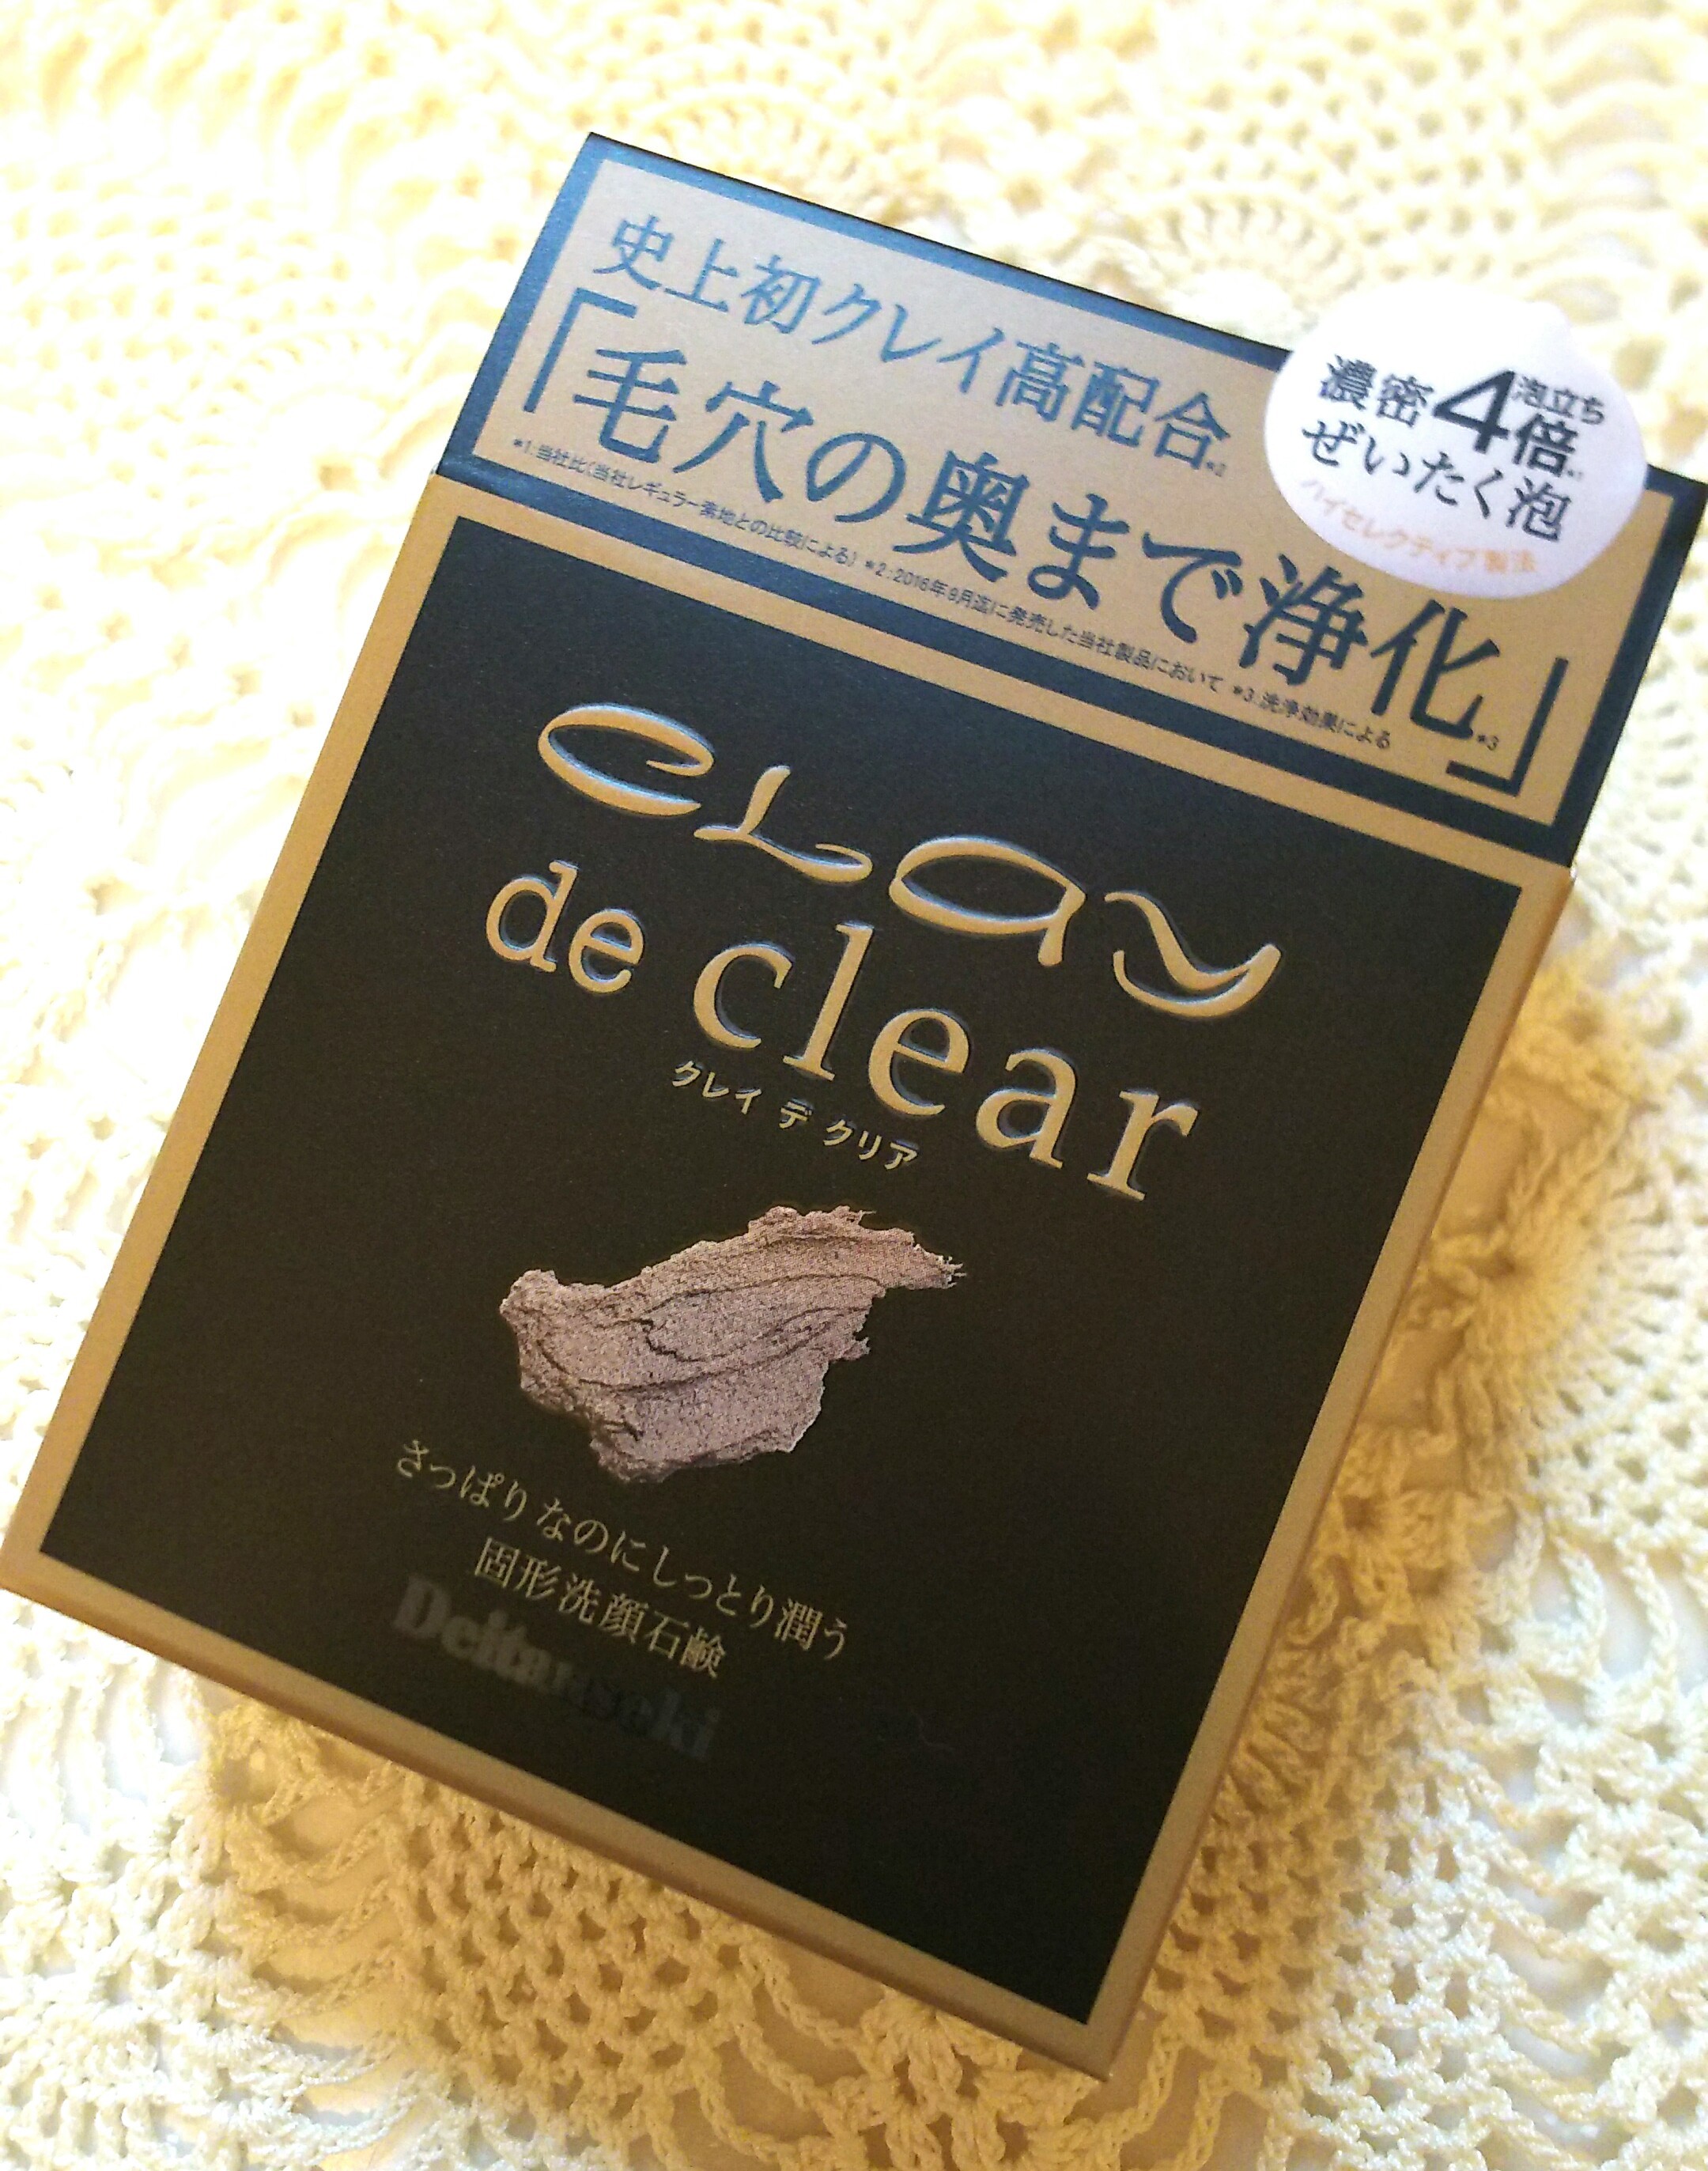 史上初クレイ高配合*2
「毛穴の奥まで浄化*3」
*1:当社比(当社レギュラー素地との比較による) *2:2016年9月迄に発売した当社製品において *3:洗浄効果による
濃密4倍泡立ち
ぜいたく泡
ハイセレクティブ製法
CLay
de clear
クレイ デ クリア
さっぱりなのにしっとり潤う
固形洗顔石鹸
Deitanseki